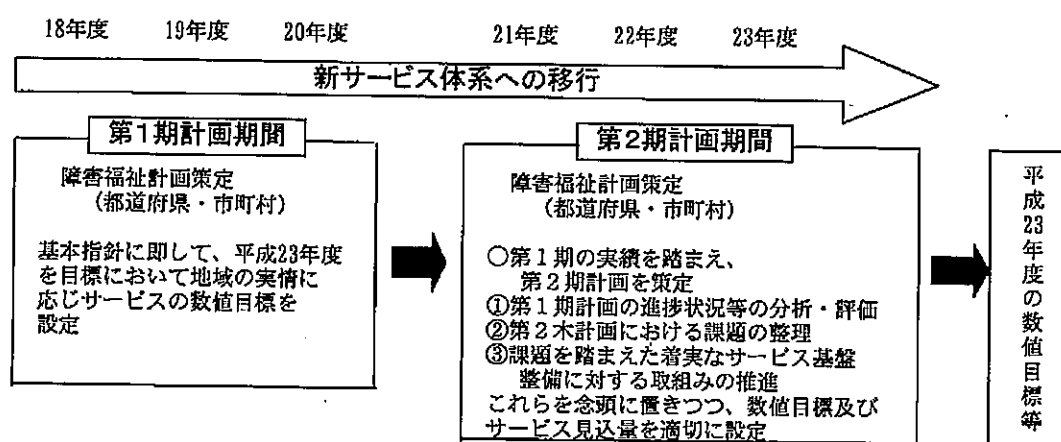 18年度 19年度 20年度 21年度 22年度 23年度
新サービス体系への移行
第1期計画期間
障害福祉計画策定
(都道府県・市町村)
基本指針に即して、平成23年度
を目標において地域の実情に
応じサービスの数値目標を
設定
第2期計画期間
障害福祉計画策定
(都道府県・市町村)
○第1期の実績を踏まえ、
第2期計画を策定
①第1期計画の進捗状況等の分析・評価
②第2木計画における課題の整理
③課題を踏まえた着実なサービス基盤
整備に対する取組みの推進
これらを念頭に置きつつ、数値目標及び
サービス見込量を適切に設定
平成23年度の数値目標等